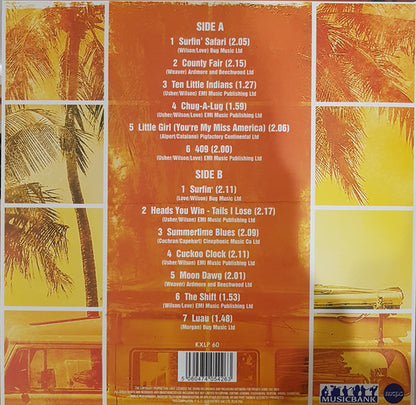 SIDE A
1 Surfin' Safari (2.05)
(Wilson/Love) Bug Music Ltd
2 County Fair (2.15)
(Weaver) Ardmore and Beechwood Ltd
3 Ten Little Indians (1.27)
(Usher/Wilson) EMI Music Publishing Ltd
4 Chug-A-Lug (1.59)
(Usher/Wilson/Love) EMI Music Publishing Ltd
5 Little Girl (You're My Miss America) (2.06)
(Alpert/Catalano) Pigfactory Continental Ltd
6 409 (2.00)
(Usher/Wilson/Love) EMI Music Publishing Ltd
SIDE B
1 Surfin' (2.11)
(Love/Wilson) Bug Music Ltd
2 Heads You Win - Tails I Lose (2.17)
(Usher/Wilson) EMI Music Publishing Ltd
3 Summertime Blues (2.09)
(Cochran/Capehart) Cinephonic Music Co Ltd
4 Cuckoo Clock (2.11)
(Usher/Wilson) EMI Music Publishing Ltd
5 Moon Dawg (2.01)
(Weaver) Ardmore and Beechwood Ltd
6 The Shift (1.53)
(Wilson/Love) EMI Music Publishing Ltd
7 Luau (1.48)
(Morgan) Bug Music Ltd
KXLP 60
MUSICBANK